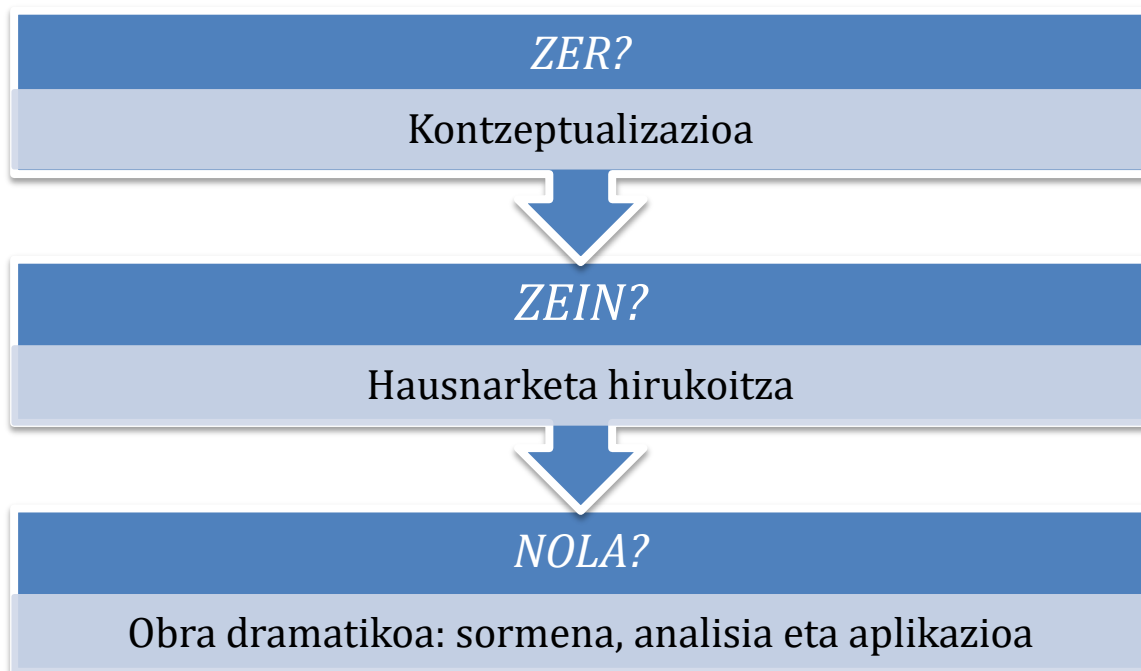 ZER?
Kontzeptualizazioa
ZEIN?
Hausnarketa hirukoitza
NOLA?
Obra dramatikoa: sormena, analisia eta aplikazioa